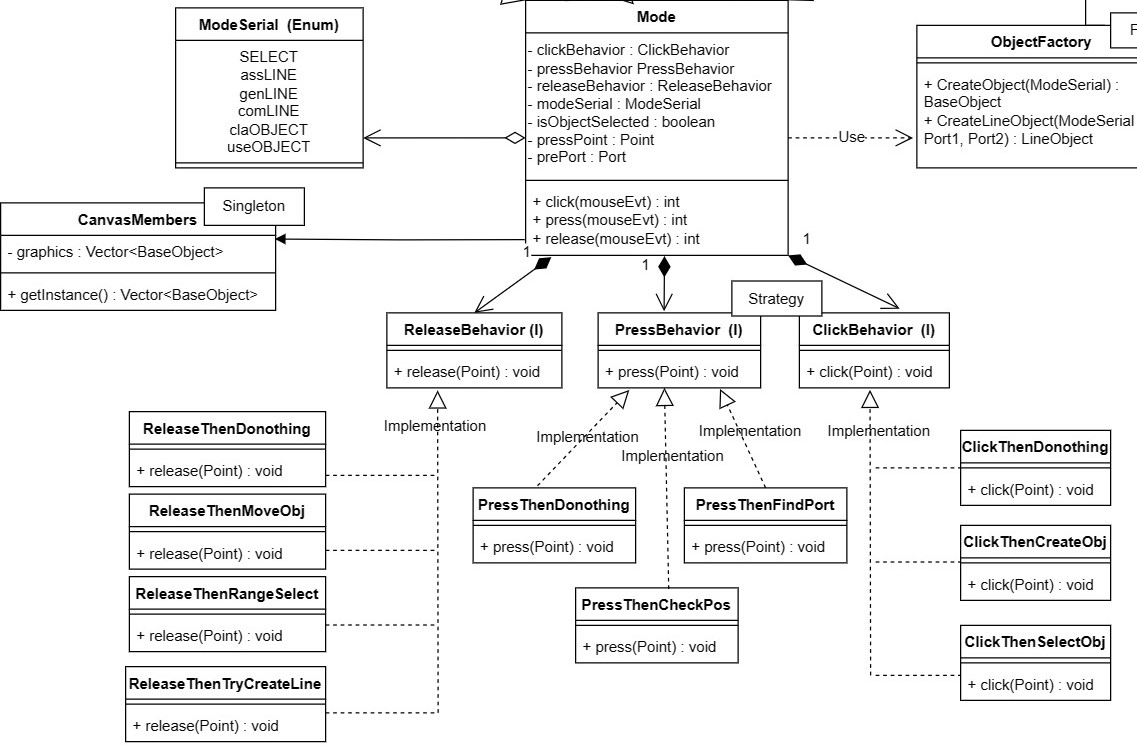 ModeSerial (Enum)
SELECT
assLINE
genLINE
comLINE
claOBJECT
useOBJECT
Mode
- clickBehavior : ClickBehavior
- pressBehavior PressBehavior
- releaseBehavior : ReleaseBehavior
- modeSerial : ModeSerial
- isObjectSelected : boolean
- pressPoint : Point
- prePort : Port
+ click(mouseEvt) : int
+ press(mouseEvt) : int
+ release(mouseEvt) : int
Use
F
ObjectFactory
+ CreateObject(ModeSerial) :
BaseObject
+ CreateLineObject(ModeSerial
Port1, Port2) : LineObject
Singleton
CanvasMembers
- graphics : Vector<BaseObject>
+ getInstance() : Vector<BaseObject>
1
1
1
Strategy
ReleaseBehavior (I)
+ release(Point) : void
PressBehavior (I)
+ press(Point) : void
ClickBehavior (I)
+ click(Point) : void
Implementation
Implementation
Implementation
Implementation
Implementation
ReleaseThenDonothing
+ release(Point) : void
ReleaseThenMoveObj
+ release(Point) : void
ReleaseThenRangeSelect
+ release(Point) : void
ReleaseThenTryCreateLine
+ release(Point) : void
PressThenDonothing
+ press(Point) : void
PressThenFindPort
+ press(Point) : void
PressThenCheckPos
+ press(Point) : void
ClickThenDonothing
+ click(Point) : void
ClickThenCreateObj
+ click(Point) : void
ClickThenSelectObj
+ click(Point) : void